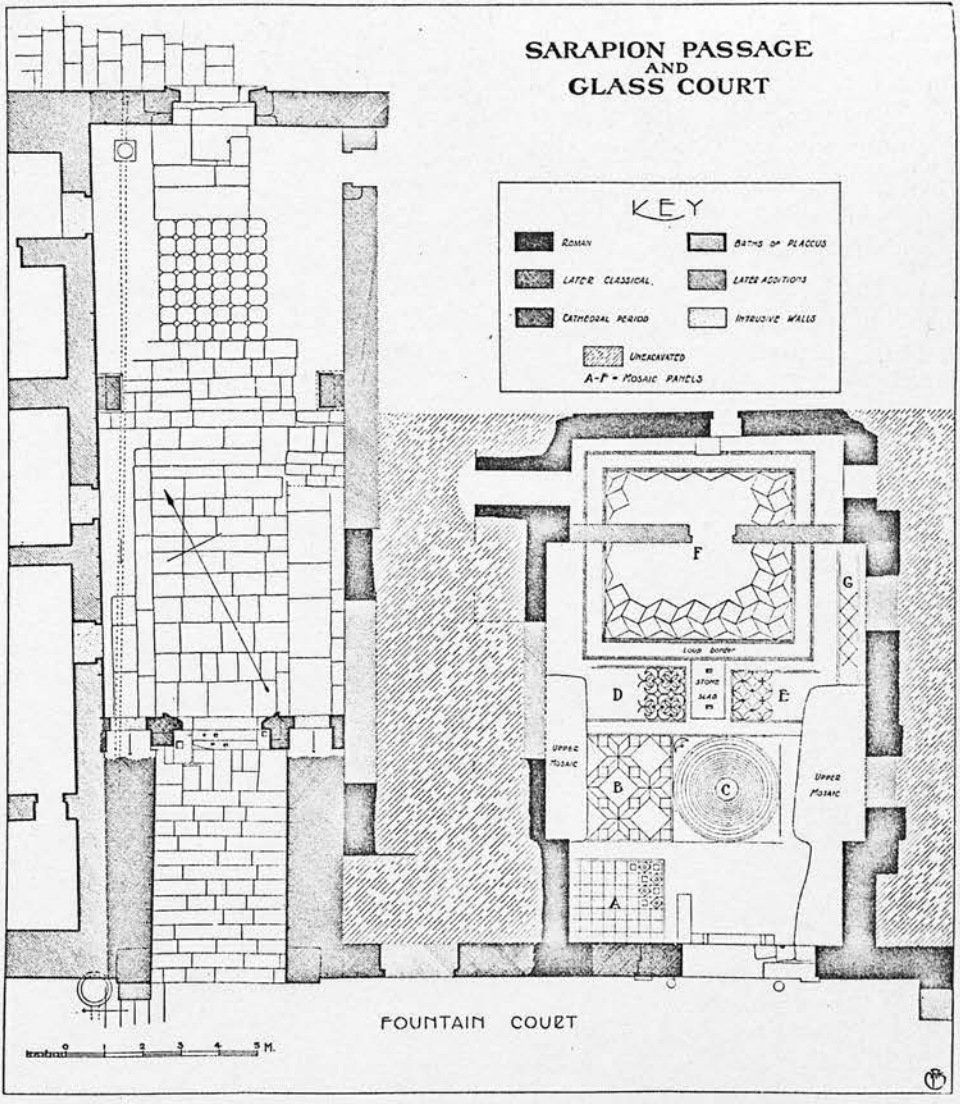 SARAPION PASSAGE
AND
GLASS COURT
KEY
ROMAN
BATHS OF PLACCUS
LATER CLASSICAL.
LATER ADDITIONS
CATHEDRAL PERIOD
INTRUSIVE WALLS
UNEXCAVATED
A-F = MOSAIC PANELS
F
G
LOUP border
D
STONE
SLAB
E
UPPER
MOSAIC
B
C
UPPER
MOSAIC
A
FOUNTAIN COURT
0 1 2 3 4 5 M.